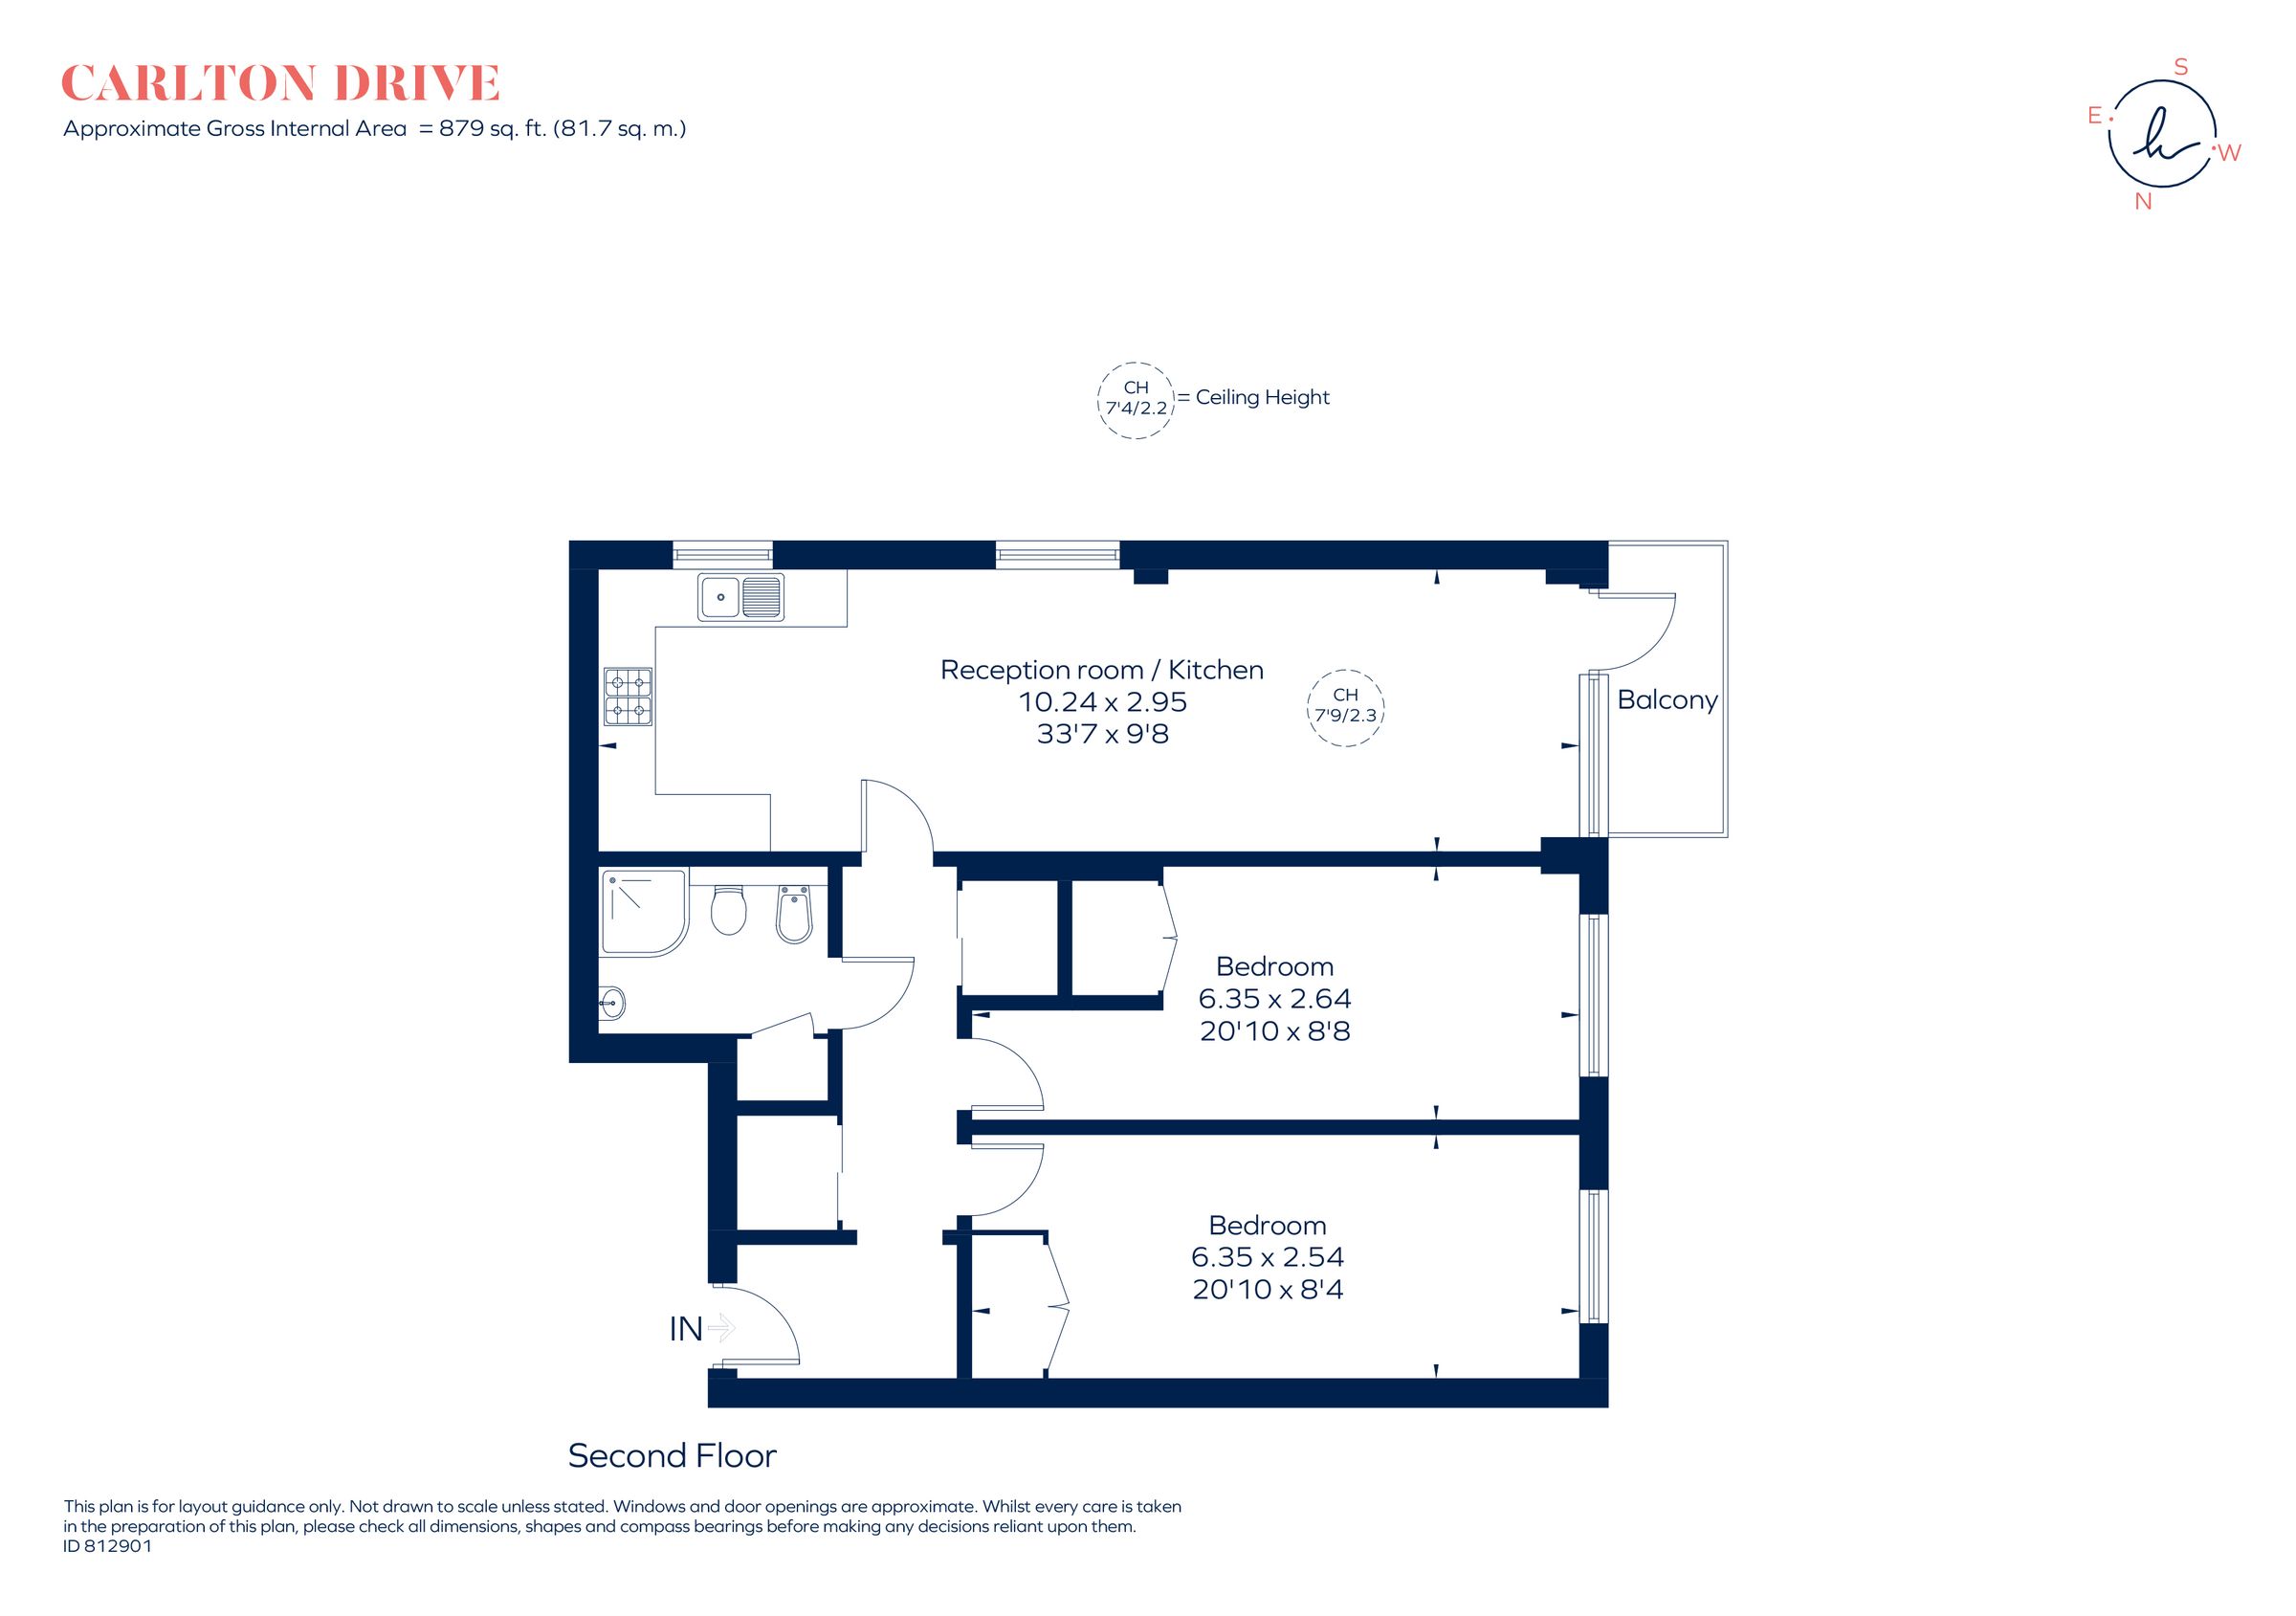 CARLTON DRIVE
Approximate Gross Internal Area = 879 sq. ft. (81.7 sq. m.)
S
E
W
N
CH
7'4/2.2
= Ceiling Height
Reception room / Kitchen
10.24 x 2.95
33'7 x 9'8
CH
7'9/2.3
Balcony
Bedroom
6.35 x 2.64
20'10 x 8'8
Bedroom
6.35 x 2.54
20'10 x 8'4
IN
Second Floor
This plan is for layout guidance only. Not drawn to scale unless stated. Windows and door openings are approximate. Whilst every care is taken
in the preparation of this plan, please check all dimensions, shapes and compass bearings before making any decisions reliant upon them.
ID 812901